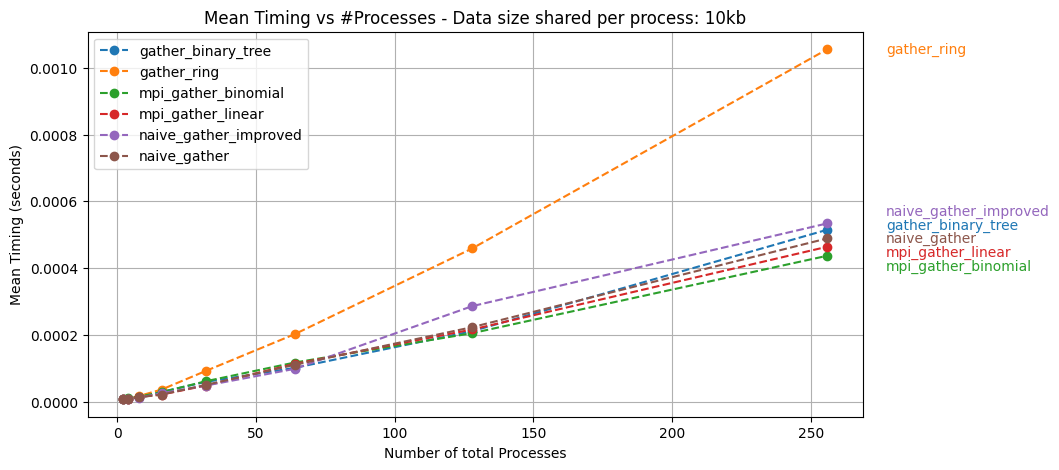 Mean Timing vs #Processes - Data size shared per process: 10kb
gather_binary_tree
gather_ring
mpi_gather_binomial
mpi_gather_linear
naive_gather_improved
naive_gather
gather_ring
naive_gather_improved
gather_binary_tree
naive_gather
mpi_gather_linear
mpi_gather_binomial
Mean Timing (seconds)
0.0010
0.0008
0.0006
0.0004
0.0002
0.0000
0 50 100 150 200 250
Number of total Processes